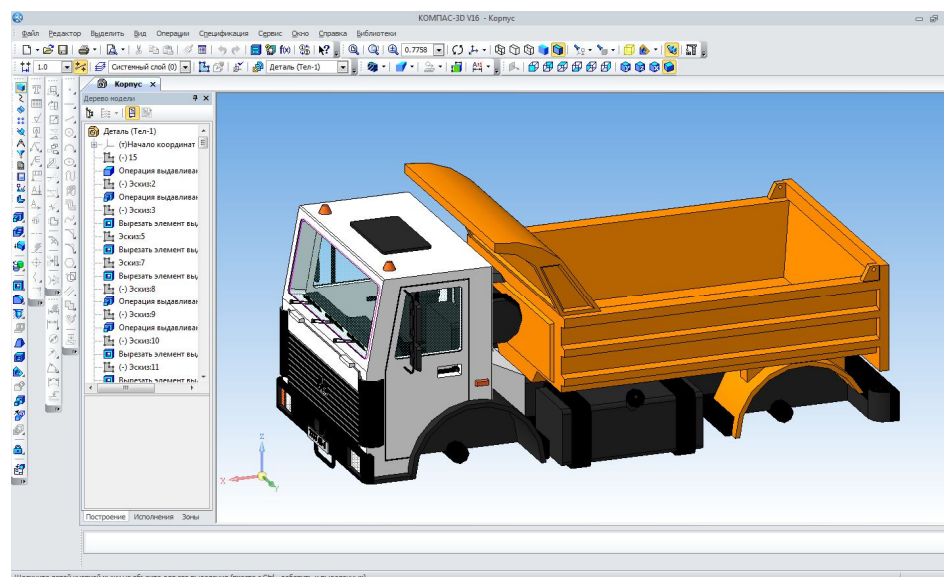 КОМПАС-3D V16 - Корпус
Файл Редактор Выделить Вид Операции Спецификация Сервис Окно Справка Библиотеки
0.7758
1.0 Системный слой (0) Деталь (Тел-1)
Корпус
Дерево модели
Деталь (Тел-1)
(т)Начало координат
(-) 15
Операция выдавливан
(-) Эскиз:2
Операция выдавливан
(-) Эскиз:3
Вырезать элемент вы
Эскиз:5
Вырезать элемент вы
Эскиз:7
Вырезать элемент вы
(-) Эскиз:8
Операция выдавливан
(-) Эскиз:9
Операция выдавливан
(-) Эскиз:10
Вырезать элемент вы
(-) Эскиз:11
Вырезать элемент вы
Z
X
Y
Построение Исполнения Зоны